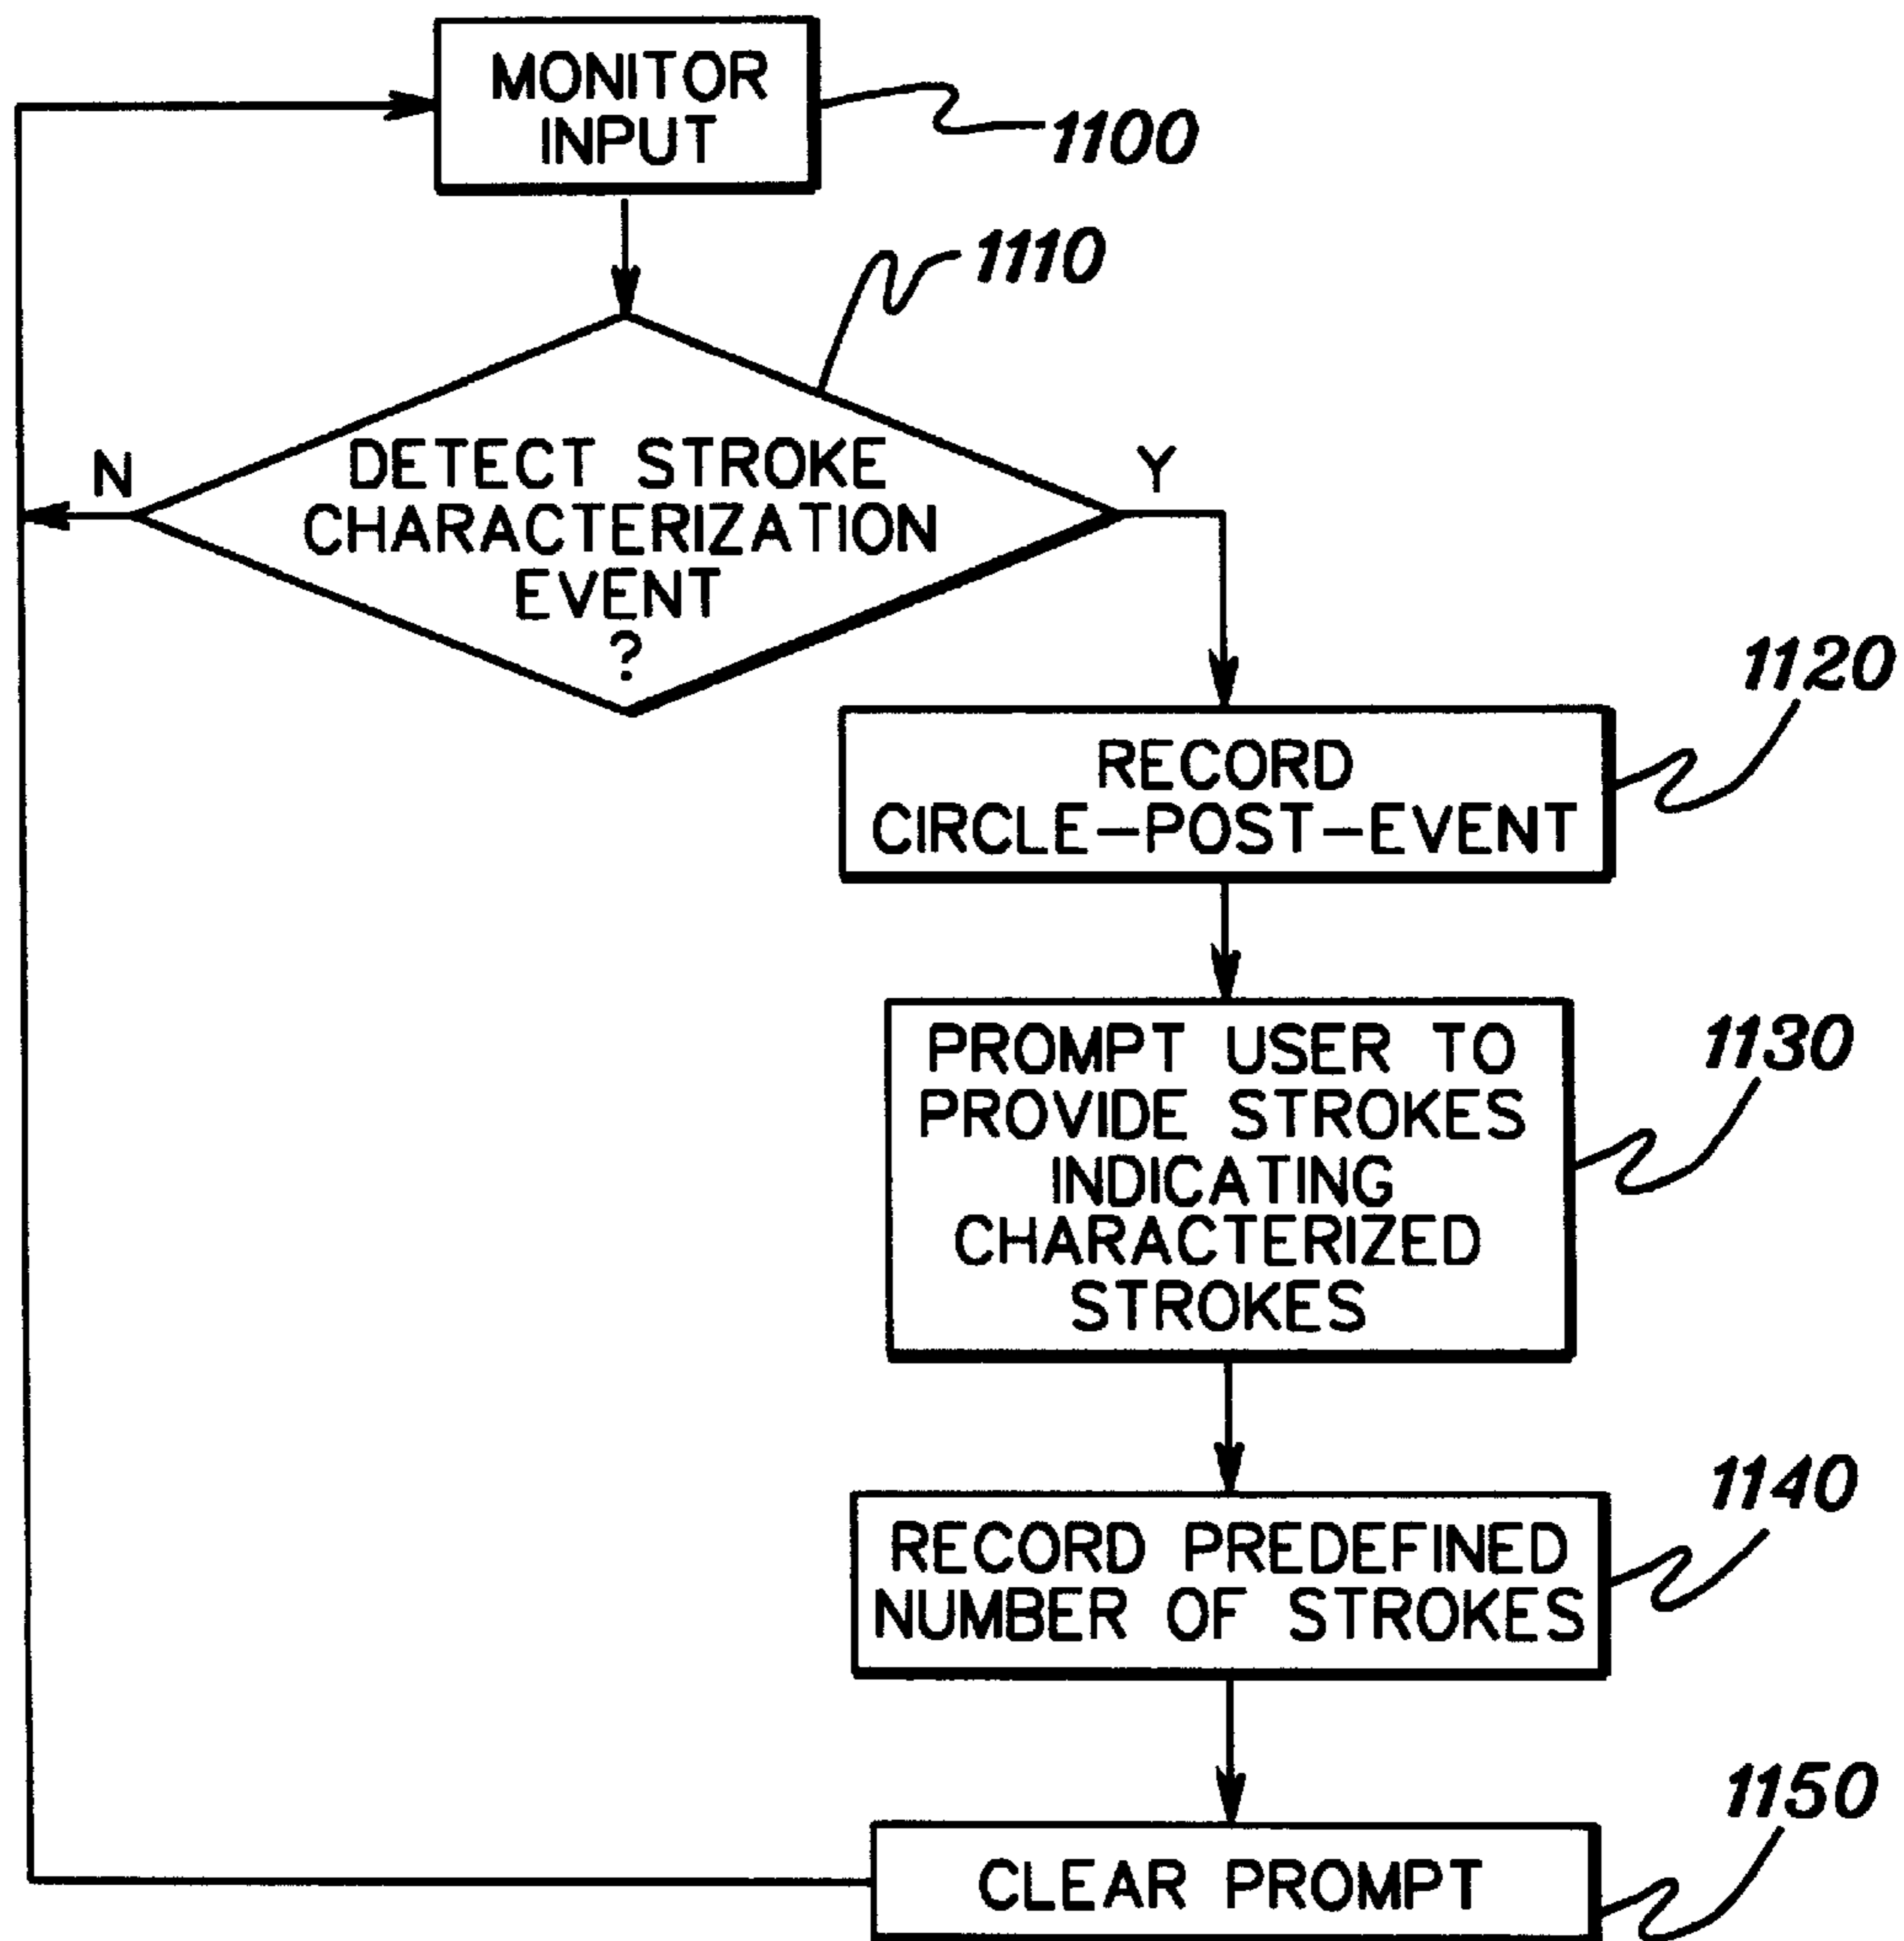 MONITOR
INPUT
1100
1110
DETECT STROKE
CHARACTERIZATION
EVENT
?
N
Y
1120
RECORD
CIRCLE-POST-EVENT
PROMPT USER TO
PROVIDE STROKES
INDICATING
CHARACTERIZED
STROKES
1130
1140
RECORD PREDEFINED
NUMBER OF STROKES
1150
CLEAR PROMPT